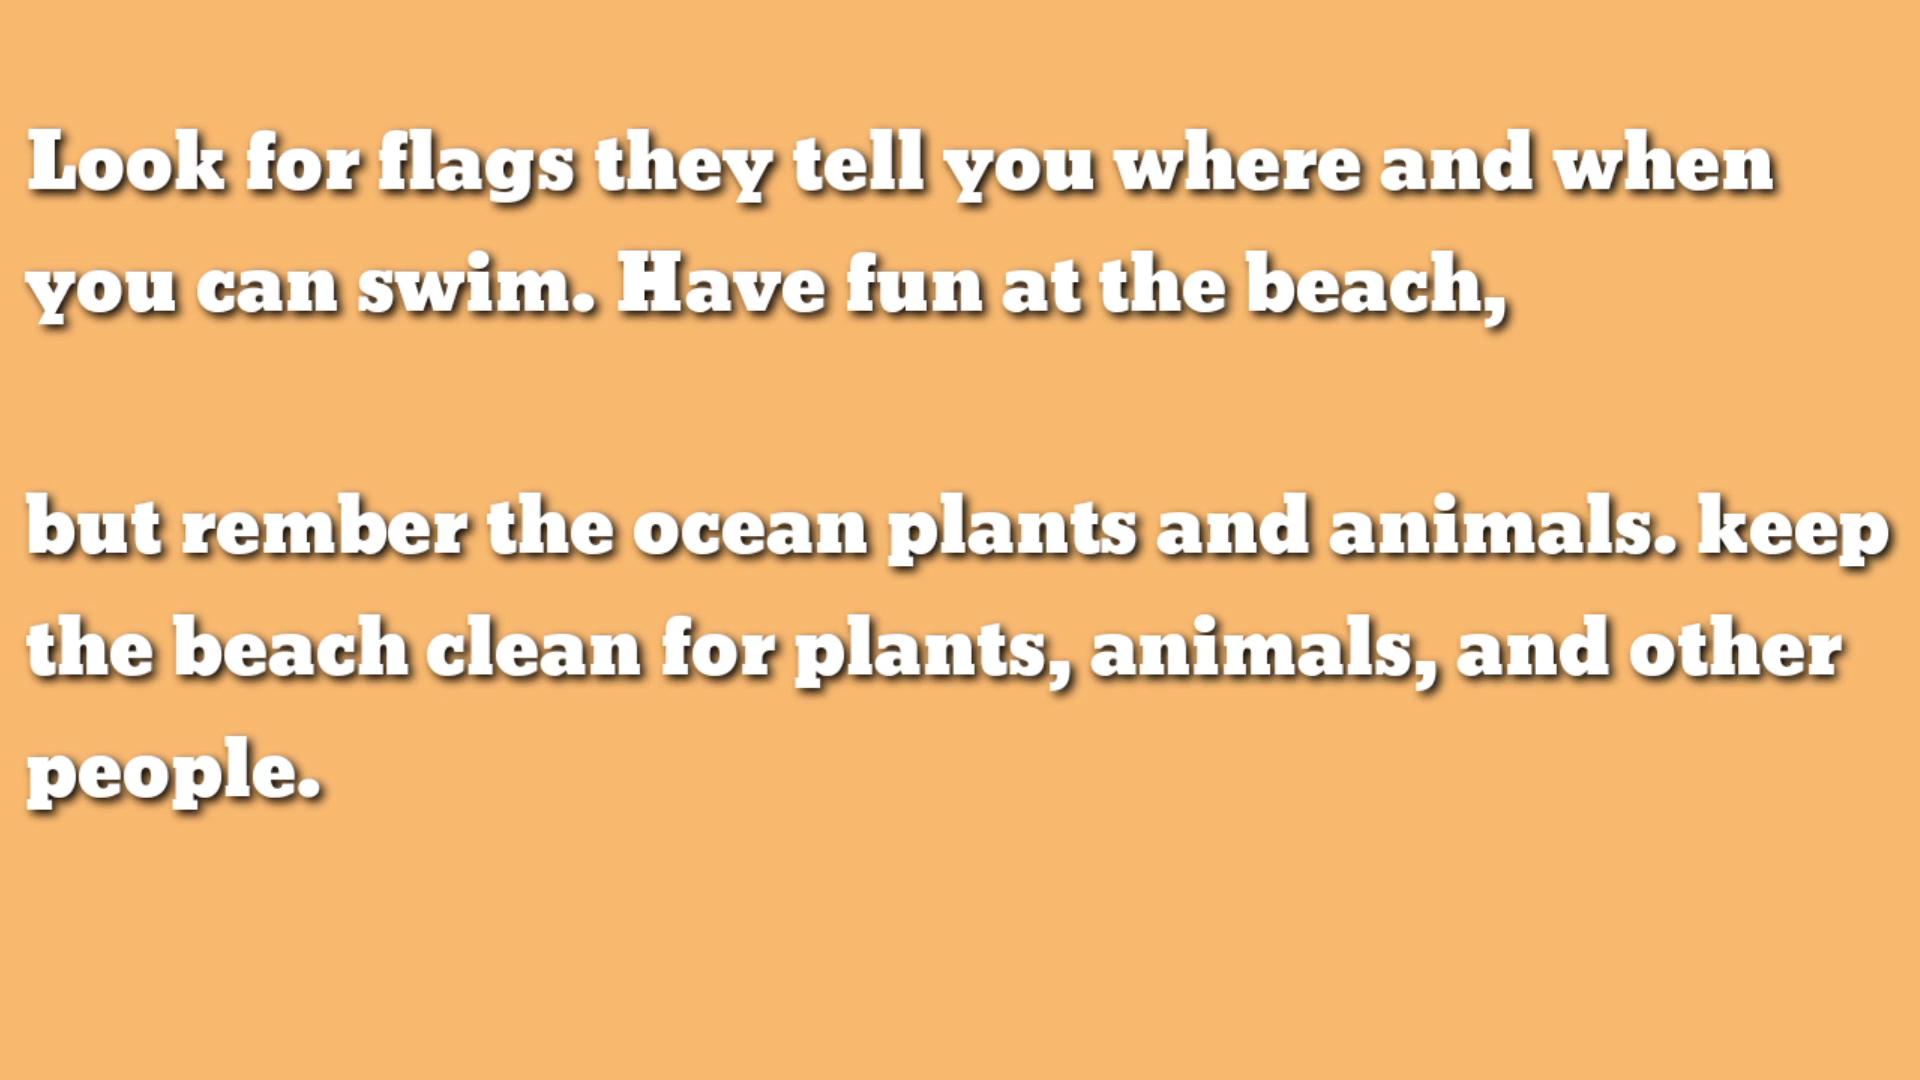 Look for flags they tell you where and when
you can swim. Have fun at the beach,
but rember the ocean plants and animals. keep
the beach clean for plants, animals, and other
people.